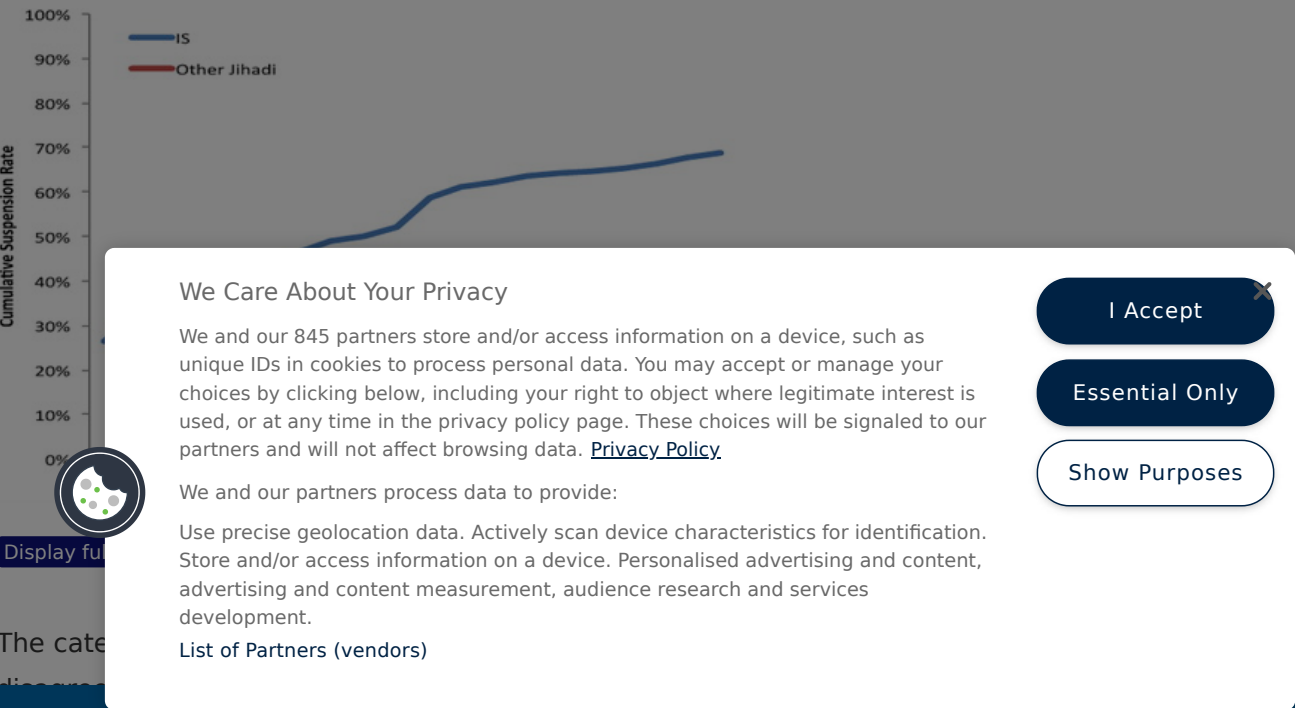 100%
IS
90%
Other Jihadi
80%
70%
60%
50%
40%
30%
20%
10%
0%
Cumulative Suspension Rate
We Care About Your Privacy
We and our 845 partners store and/or access information on a device, such as
unique IDs in cookies to process personal data. You may accept or manage your
choices by clicking below, including your right to object where legitimate interest is
used, or at any time in the privacy policy page. These choices will be signaled to our
partners and will not affect browsing data. Privacy Policy
We and our partners process data to provide:
Use precise geolocation data. Actively scan device characteristics for identification.
Store and/or access information on a device. Personalised advertising and content,
advertising and content measurement, audience research and services
development.
List of Partners (vendors)
I Accept
Essential Only
Show Purposes
Display
The